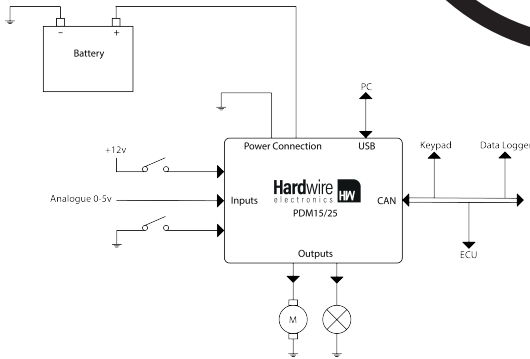 − +
Battery
PC
Power Connection USB
Keypad
Data Logger
+12v
Analogue 0-5v
Inputs
Hardwire
electronics
HW
PDM15/25
CAN
ECU
Outputs
M